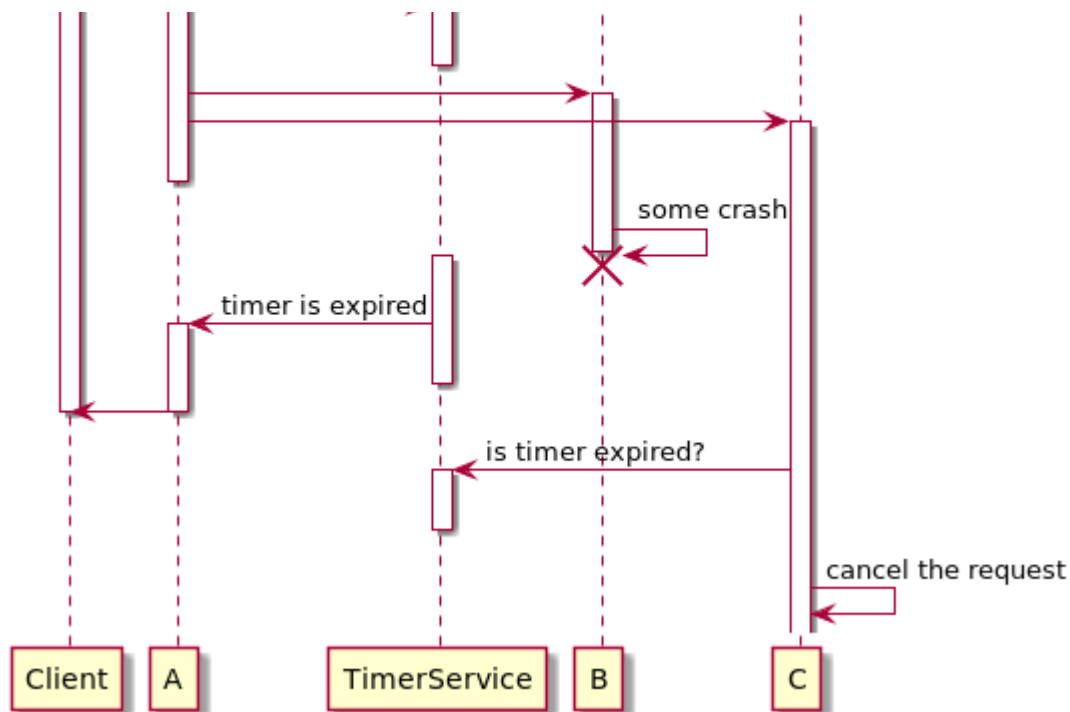 some crash
timer is expired
is timer expired?
cancel the request
Client
A
TimerService
B
C